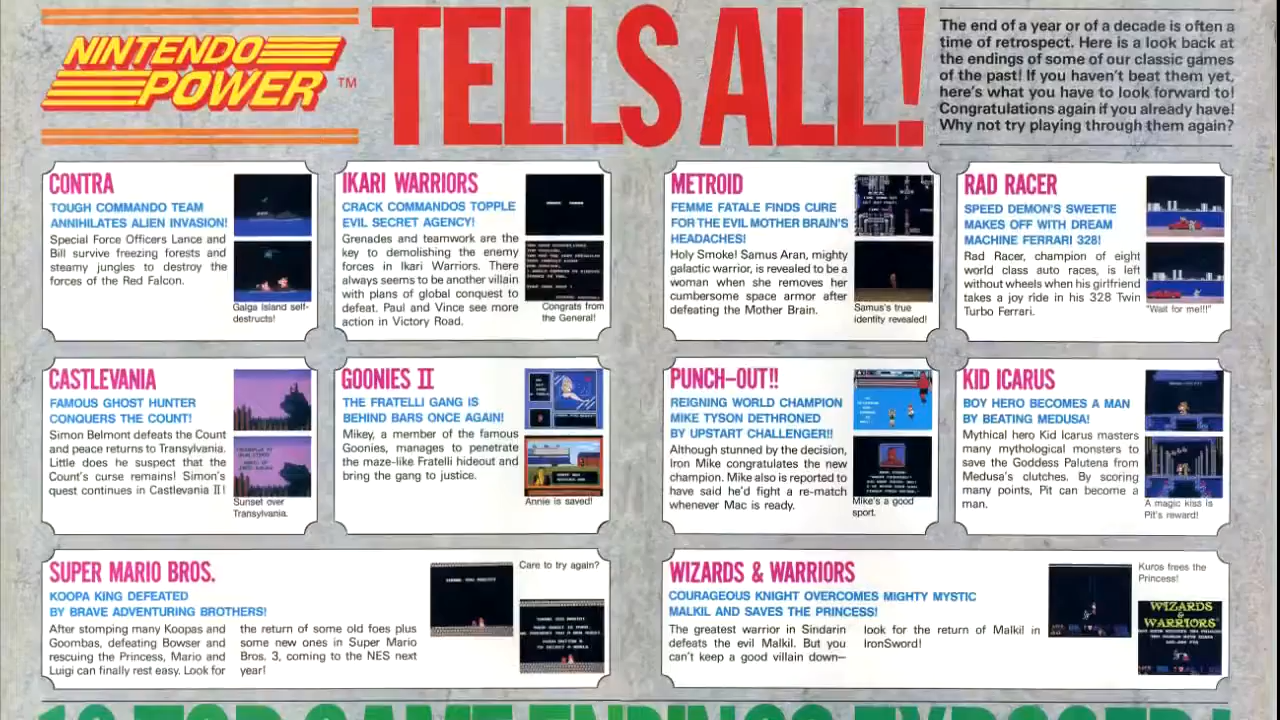 NINTENDO
POWER™
TELLS ALL!
The end of a year or of a decade is often a
time of retrospect. Here is a look back at
the endings of some of our classic games
of the past! If you haven't beat them yet,
here's what you have to look forward to!
Congratulations again if you already have!
Why not try playing through them again?
CONTRA
TOUGH COMMANDO TEAM
ANNIHILATES ALIEN INVASION!
Special Force Officers Lance and
Bill survive freezing forests and
steamy jungles to destroy the
forces of the Red Falcon.
Galga Island self-
destructs!
IKARI WARRIORS
CRACK COMMANDOS TOPPLE
EVIL SECRET AGENCY!
Grenades and teamwork are the
key to demolishing the enemy
forces in Ikari Warriors. There
always seems to be another villain
with plans of global conquest to
defeat. Paul and Vince see more
action in Victory Road.
Congrats from
the General!
METROID
FEMME FATALE FINDS CURE
FOR THE EVIL MOTHER BRAIN'S
HEADACHES!
Holy Smoke! Samus Aran, mighty
galactic warrior, is revealed to be a
woman when she removes her
cumbersome space armor after
defeating the Mother Brain.
Samus's true
identity revealed!
RAD RACER
SPEED DEMON'S SWEETIE
MAKES OFF WITH DREAM
MACHINE FERRARI 328!
Rad Racer, champion of eight
world class auto races, is left
without wheels when his girlfriend
takes a joy ride in his 328 Twin
Turbo Ferrari.
"Wait for me!!!"
CASTLEVANIA
FAMOUS GHOST HUNTER
CONQUERS THE COUNT!
Simon Belmont defeats the Count
and peace returns to Transylvania.
Little does he suspect that the
Count's curse remains! Simon's
quest continues in Castlevania II!
Sunset over
Transylvania.
GOONIES II
THE FRATELLI GANG IS
BEHIND BARS ONCE AGAIN!
Mikey, a member of the famous
Goonies, manages to penetrate
the maze-like Fratelli hideout and
bring the gang to justice.
Annie is saved!
PUNCH-OUT!!
REIGNING WORLD CHAMPION
MIKE TYSON DETHRONED
BY UPSTART CHALLENGER!!
Although stunned by the decision,
Iron Mike congratulates the new
champion. Mike also is reported to
have said he'd fight a re-match
whenever Mac is ready.
Mike's a good
sport.
KID ICARUS
BOY HERO BECOMES A MAN
BY BEATING MEDUSA!
Mythical hero Kid Icarus masters
many mythological monsters to
save the Goddess Palutena from
Medusa's clutches. By scoring
many points, Pit can become a
man.
A magic kiss is
Pit's reward!
SUPER MARIO BROS.
KOOPA KING DEFEATED
BY BRAVE ADVENTURING BROTHERS!
After stomping many Koopas and
Goombas, defeating Bowser and
rescuing the Princess, Mario and
Luigi can finally rest easy. Look for
the return of some old foes plus
some new ones in Super Mario
Bros. 3, coming to the NES next
year!
Care to try again?
WIZARDS & WARRIORS
COURAGEOUS KNIGHT OVERCOMES MIGHTY MYSTIC
MALKIL AND SAVES THE PRINCESS!
The greatest warrior in Sindarin
defeats the evil Malkil. But you
can't keep a good villain down—
look for the return of Malkil in
IronSword!
Kuros frees the
Princess!
WIZARDS
&
WARRIORS